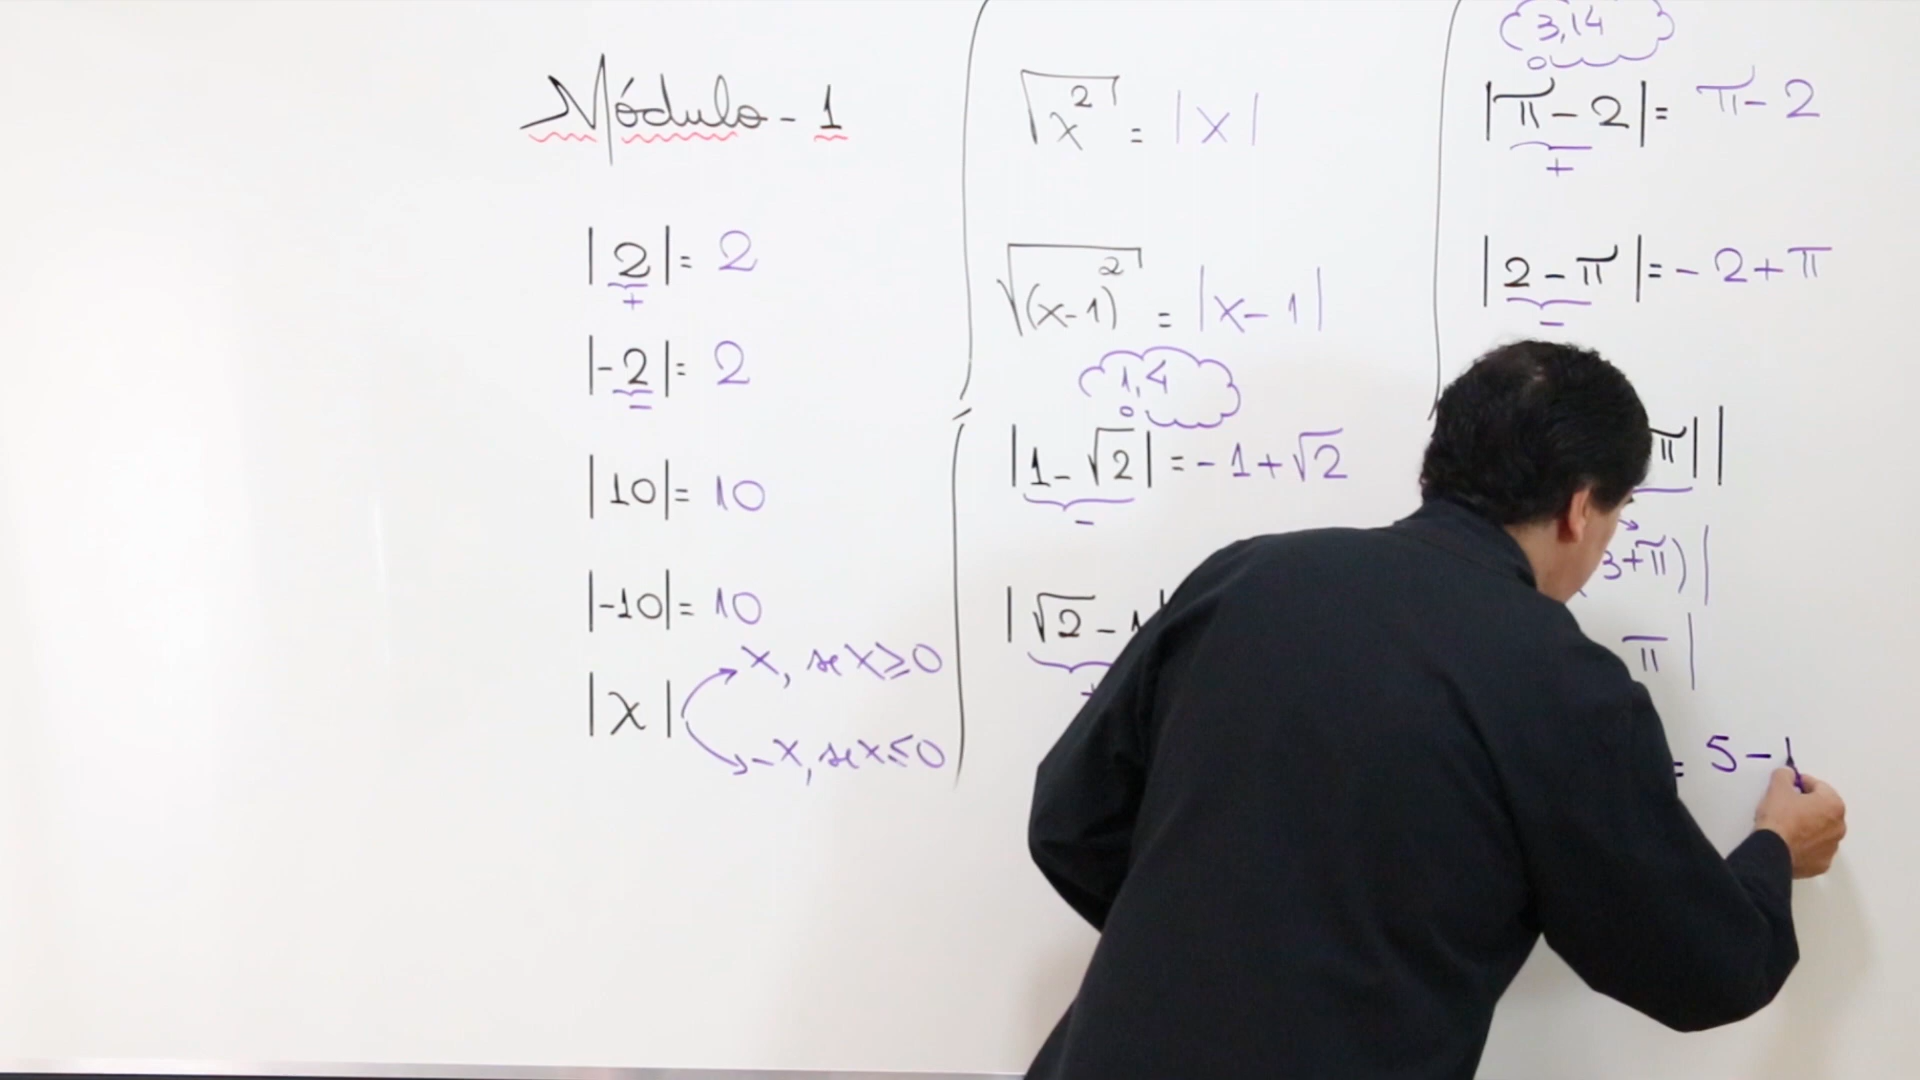 Módulo - 1
|2| = 2
+
|-2| = 2
-
|10| = 10
|-10| = 10
|x|
x, se x ≥ 0
-x, se x ≤ 0
√x² = |x|
√(x-1)² = |x-1|
1,4
|1-√2| = -1+√2
-
|√2 -
3,14
|π-2| = π-2
+
|2-π| = -2+π
-
π||
3+π)|
π|
= 5 -